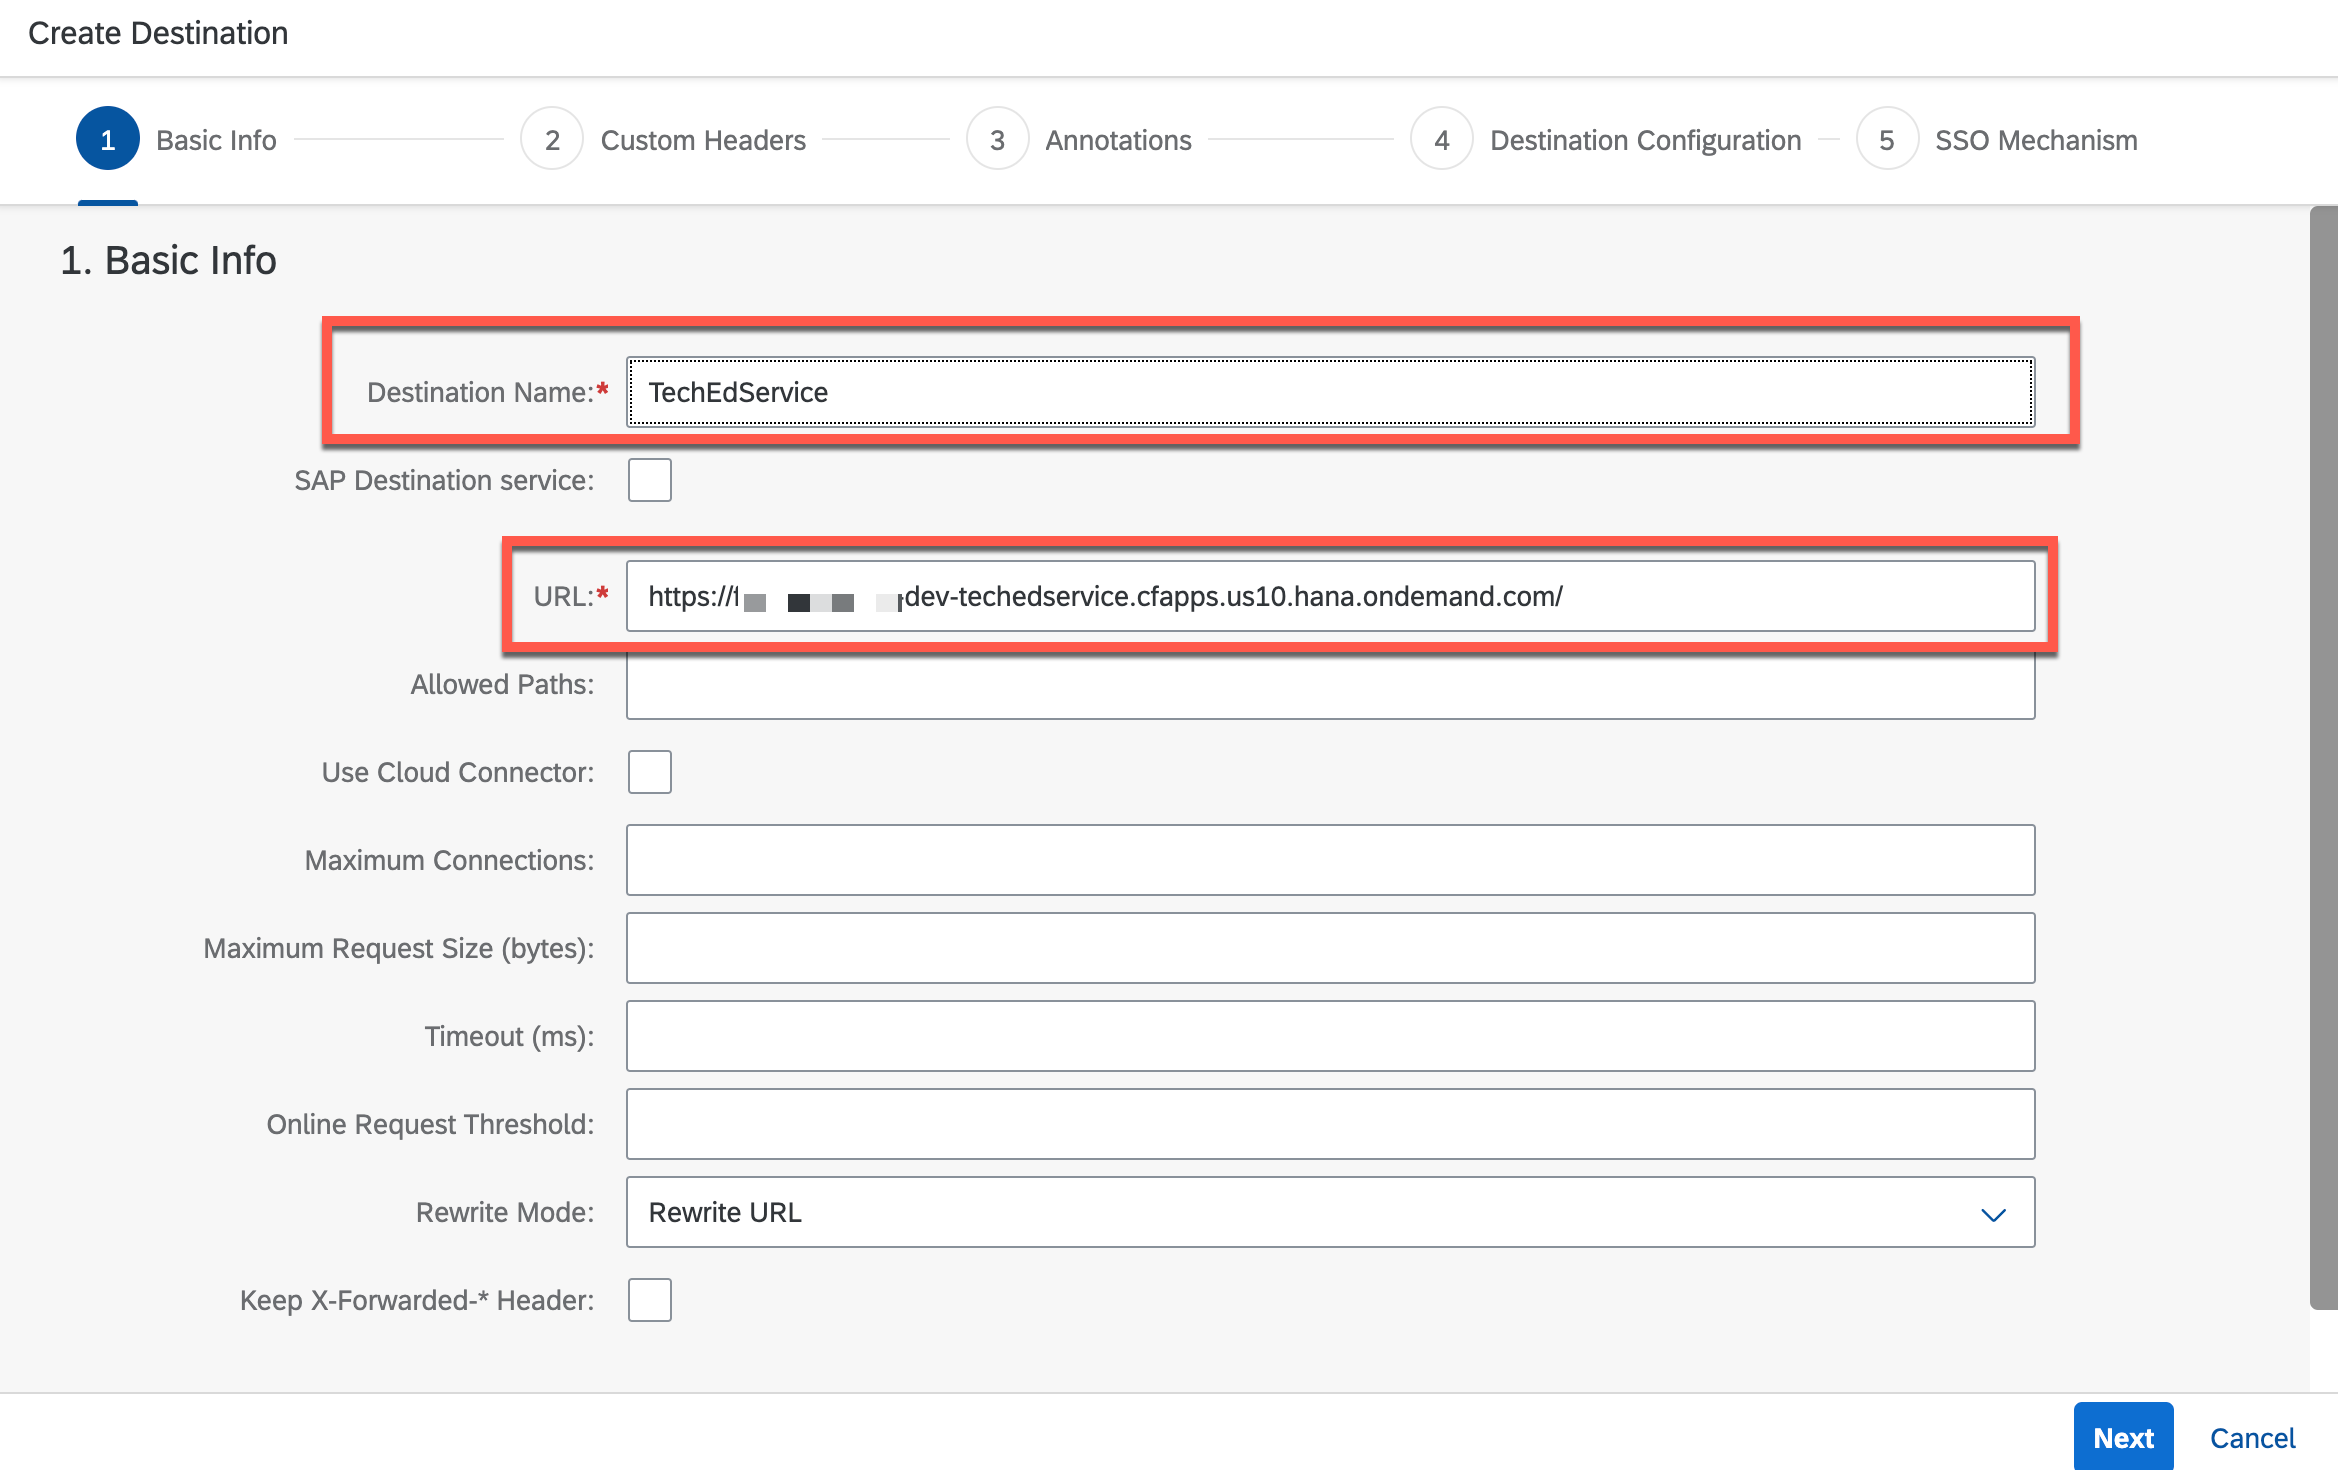 Create Destination
1 Basic Info 2 Custom Headers 3 Annotations 4 Destination Configuration 5 SSO Mechanism
1. Basic Info
Destination Name:* TechEdService
SAP Destination service:
URL:* https:// dev-techedservice.cfapps.us10.hana.ondemand.com/
Allowed Paths:
Use Cloud Connector:
Maximum Connections:
Maximum Request Size (bytes):
Timeout (ms):
Online Request Threshold:
Rewrite Mode: Rewrite URL
Keep X-Forwarded-* Header:
Next Cancel